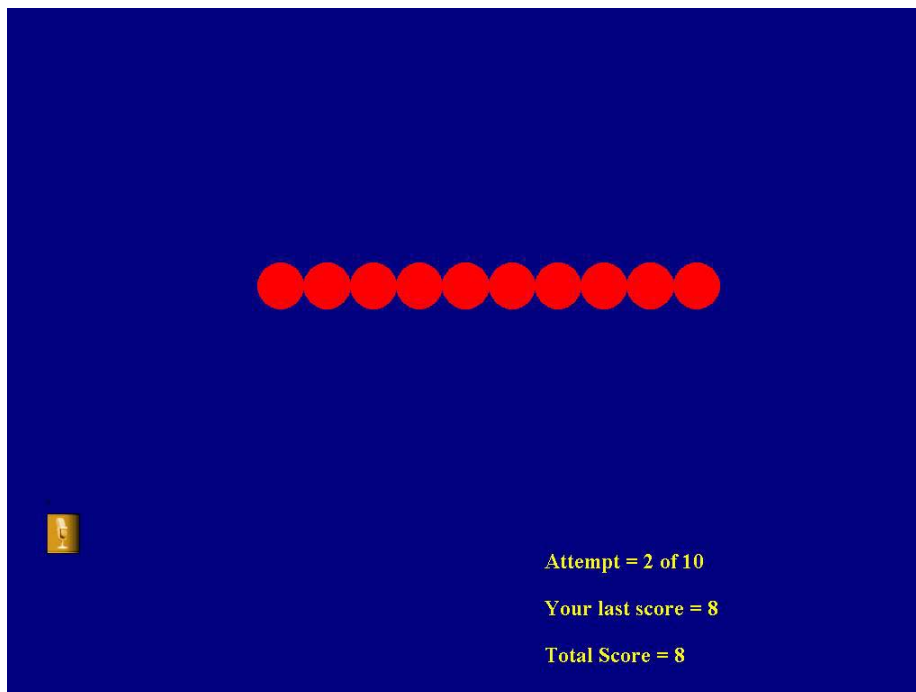 Attempt = 2 of 10
Your last score = 8
Total Score = 8